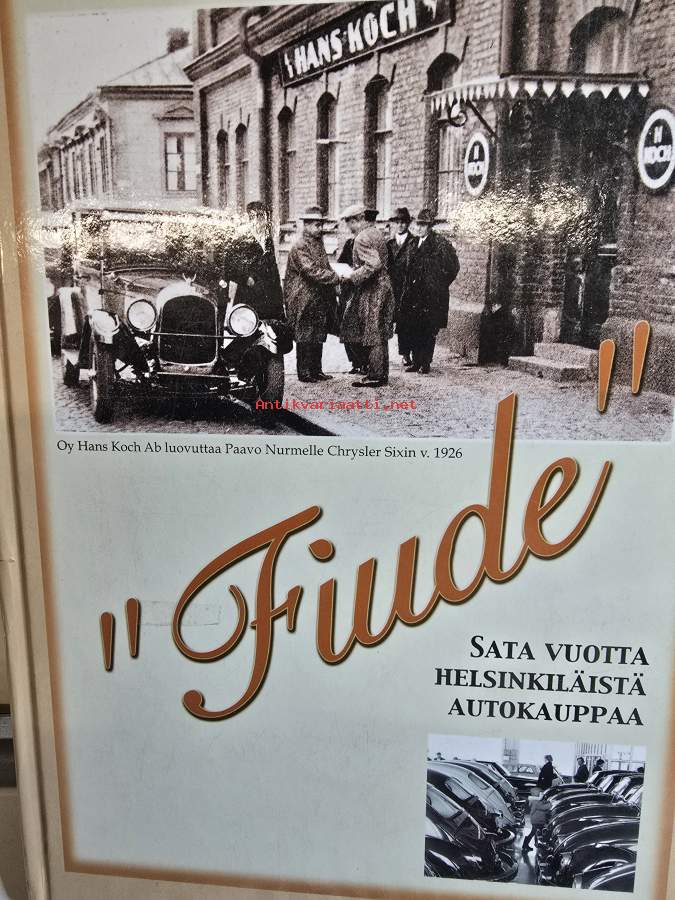 HANS KOCH
H
KOCH
H
KOCH
Antikvariaatti.net
Oy Hans Koch Ab luovuttaa Paavo Nurmelle Chrysler Sixin v. 1926
"Fiude"
SATA VUOTTA
HELSINKILÄISTÄ
AUTOKAUPPAA